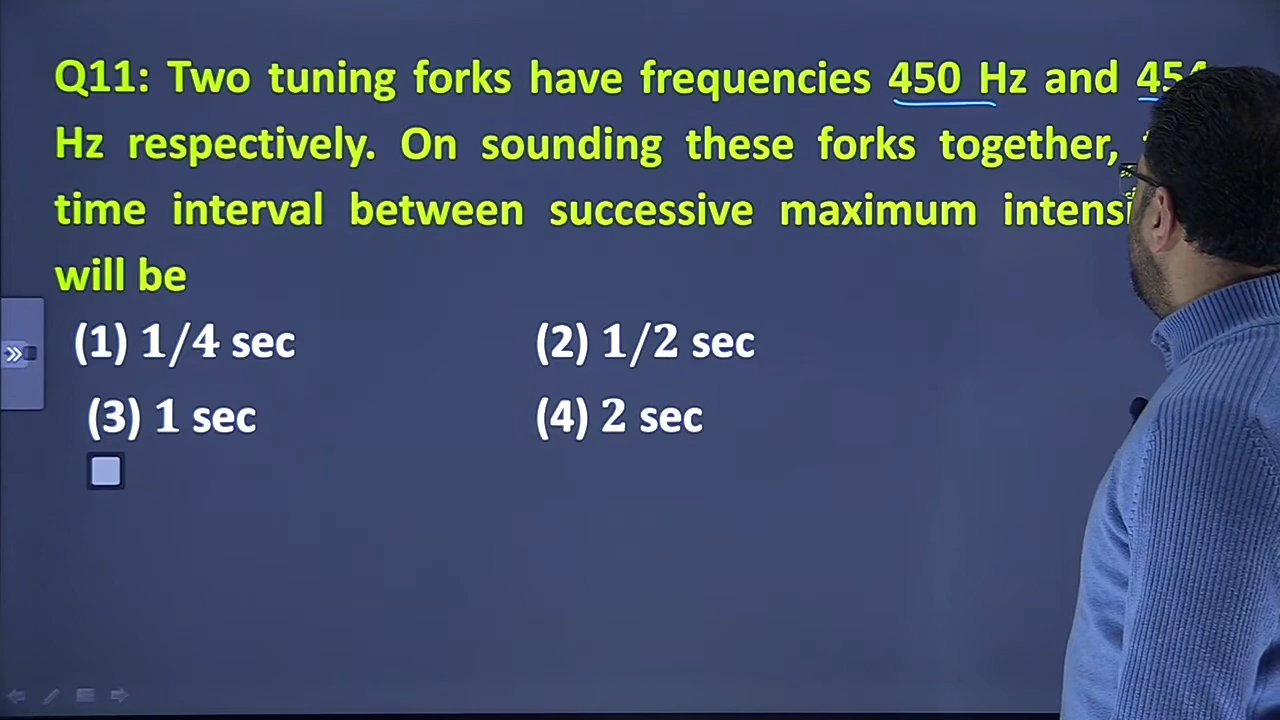 Q11: Two tuning forks have frequencies 450 Hz and 454
Hz respectively. On sounding these forks together,
time interval between successive maximum
will be
(1) 1/4 sec (2) 1/2 sec
(3) 1 sec (4) 2 sec